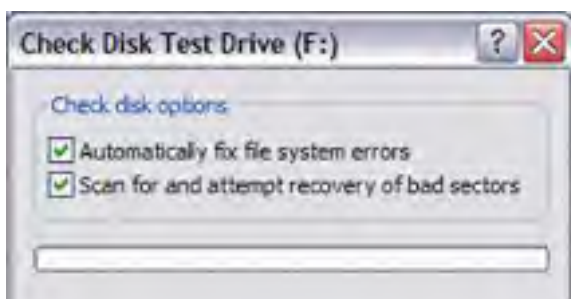 Check Disk Test Drive (F:)
Check disk options
Automatically fix file system errors
Scan for and attempt recovery of bad sectors